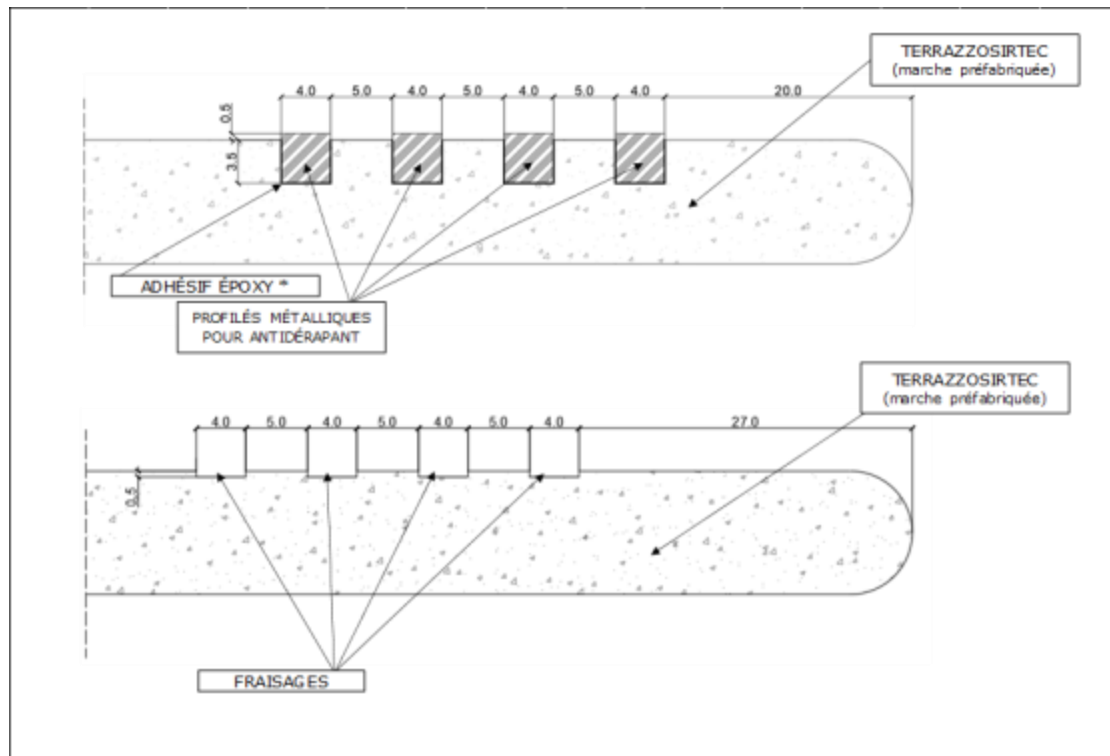 TERRAZZOSIRTEC
(marche préfabriquée)
4.0 5.0 4.0 5.0 4.0 5.0 4.0 20.0
0.5
3.5
ADHÉSIF ÉPOXY *
PROFILÉS MÉTALLIQUES
POUR ANTIDÉRAPANT
TERRAZZOSIRTEC
(marche préfabriquée)
4.0 5.0 4.0 5.0 4.0 5.0 4.0 27.0
0.5
FRAISAGES